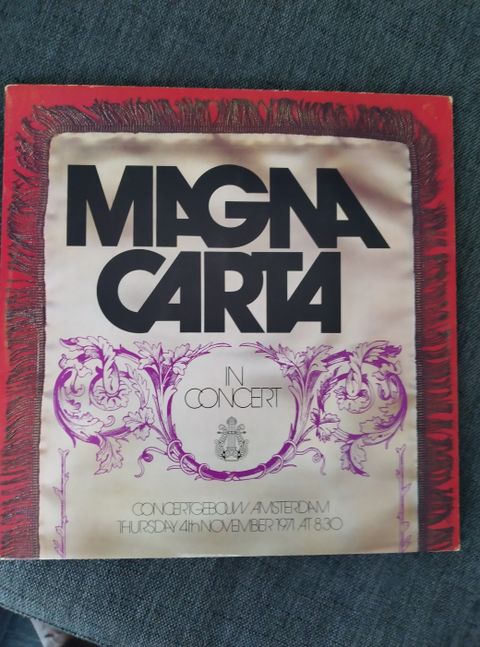 MAGNA
CARTA
IN
CONCERT
CONCERTGEBOUW AMSTERDAM
THURSDAY 4th NOVEMBER 1971 AT 8.30